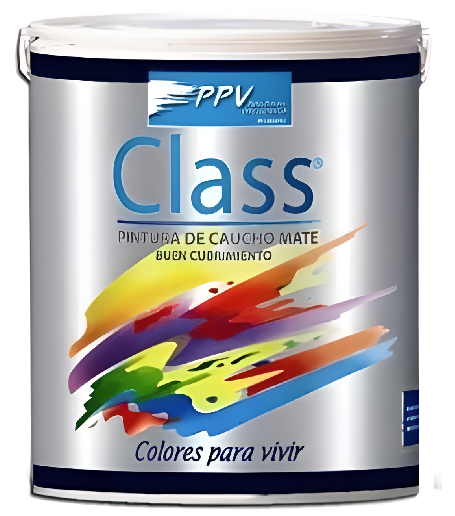 PPV
Class®
PINTURA DE CAUCHO MATE
BUEN CUBRIMIENTO
Colores para vivir